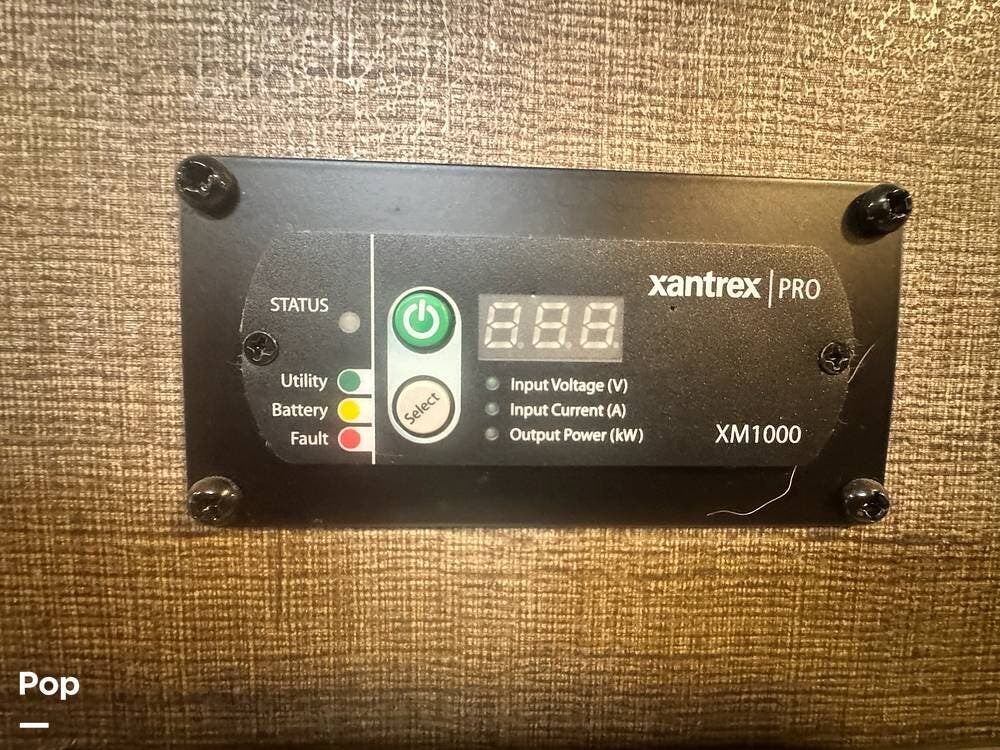 xantrex | PRO
STATUS
Utility
Battery
Fault
Select
Input Voltage (V)
Input Current (A)
Output Power (kW)
XM1000
Pop